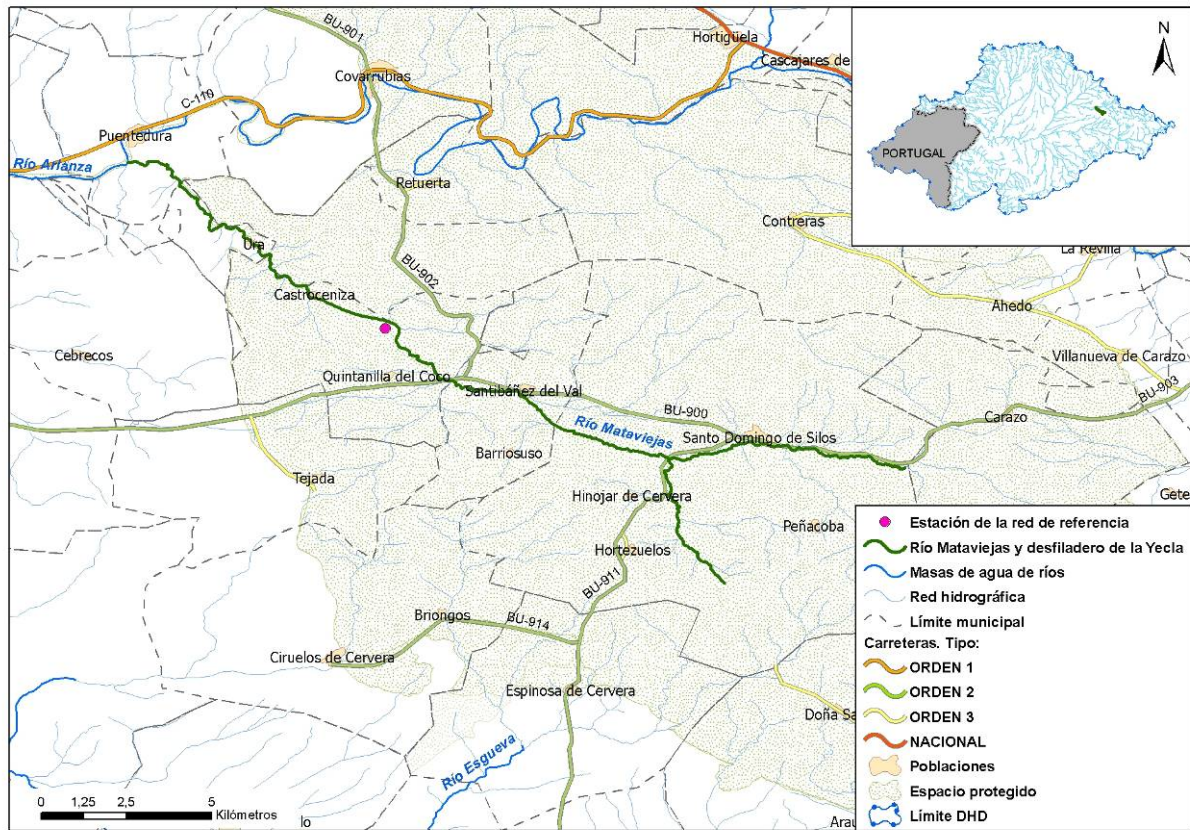 BU-901
Hortigüela
Cascajares de
Covarrubias
C-110
Puentedura
Río Arlanza
Retuerta
N
PORTUGAL
Contreras
La Revilla
Ura
BU-902
Castroceniza
Ahedo
Cebrecos
Villanueva de Carazo
Quintanilla del Coco
Santibáñez del Val
BU-900
BU-903
Carazo
Río Mataviejas
Santo Domingo de Silos
Barriosuso
Tejada
Hinojar de Cervera
Gete
Peñacoba
Hortezuelos
BU-911
Briongos
BU-914
Ciruelos de Cervera
Espinosa de Cervera
Doña Sa
Río Esgueva
Arau
lo
0 1,25 2,5 5
Kilómetros
Estación de la red de referencia
Río Mataviejas y desfiladero de la Yecla
Masas de agua de ríos
Red hidrográfica
Límite municipal
Carreteras. Tipo:
ORDEN 1
ORDEN 2
ORDEN 3
NACIONAL
Poblaciones
Espacio protegido
Límite DHD